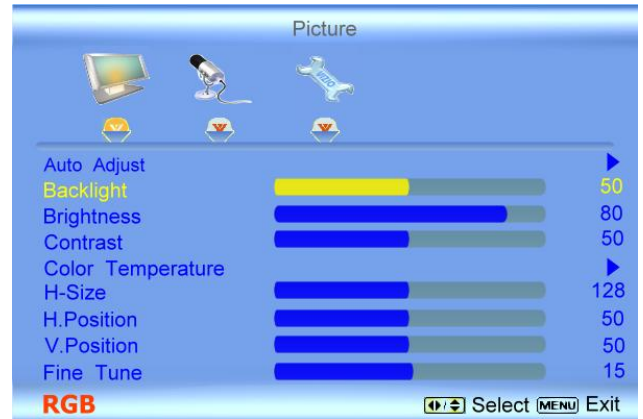 Picture
VIZIO
Auto Adjust
Backlight 50
Brightness 80
Contrast 50
Color Temperature
H-Size 128
H.Position 50
V.Position 50
Fine Tune 15
RGB Select MENU Exit